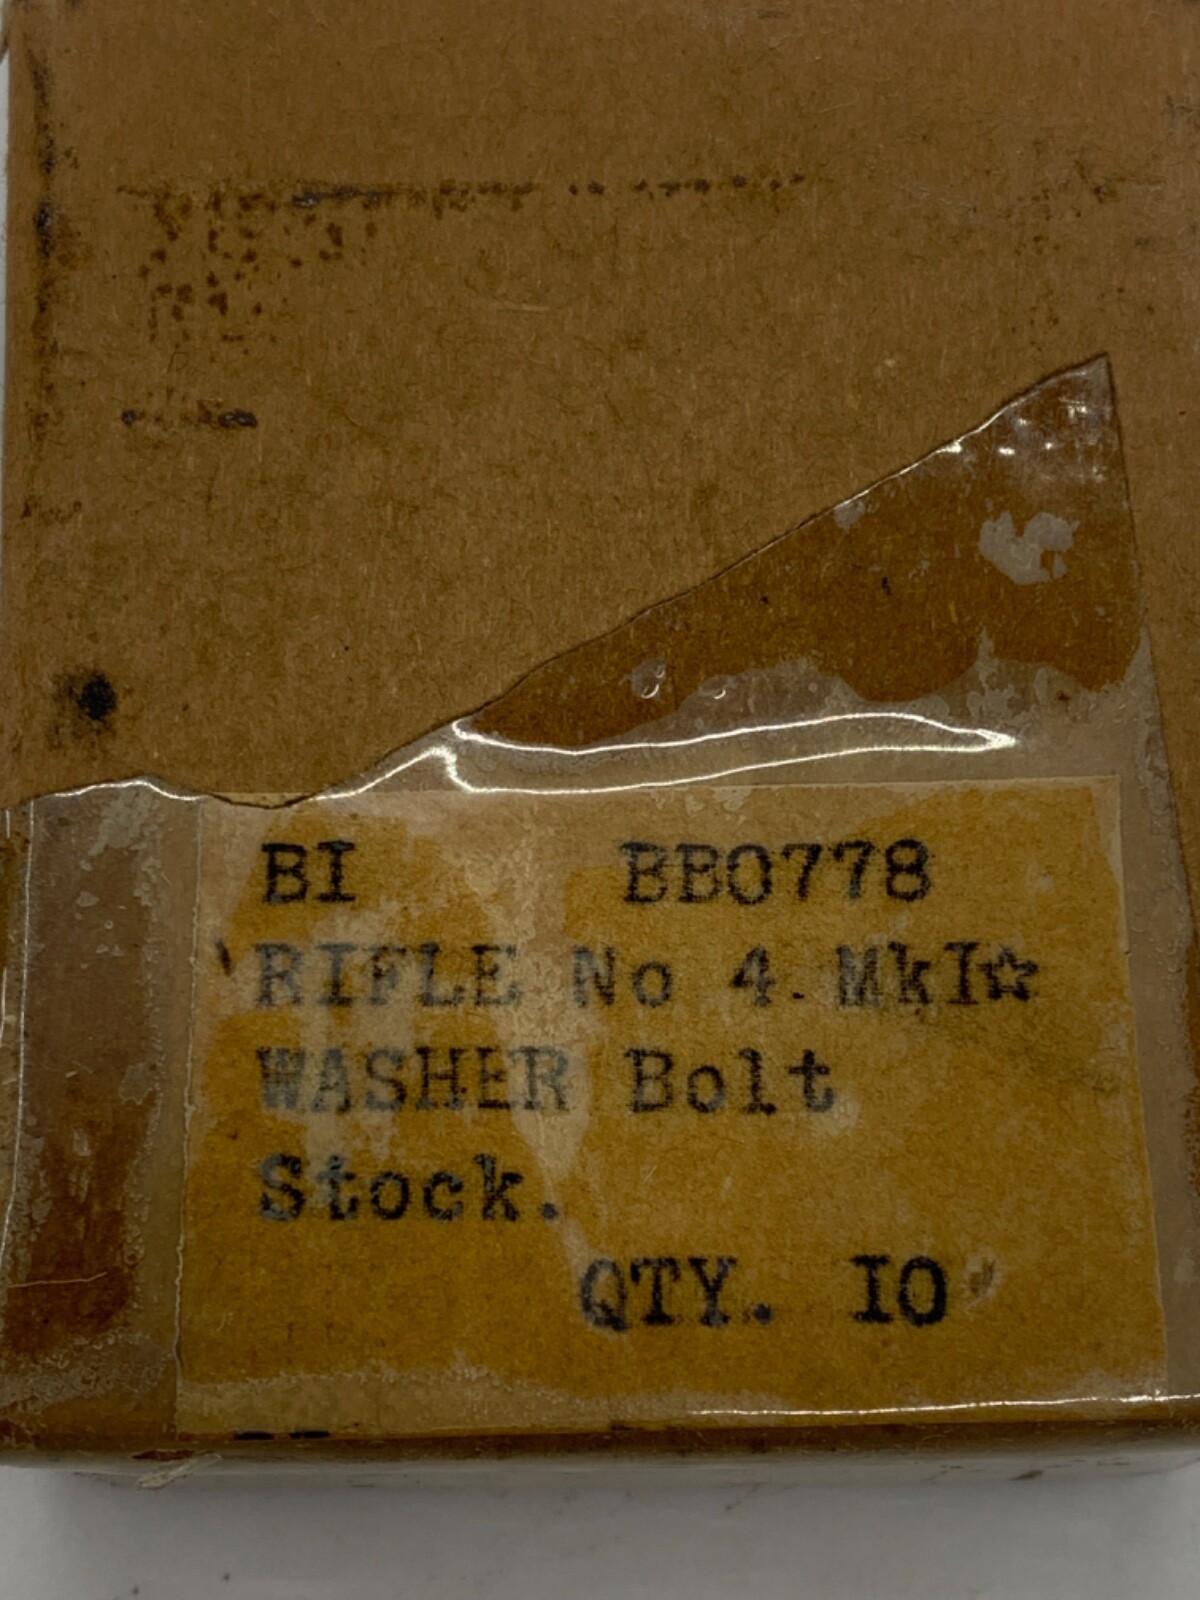 BI BB0778
RIFLE No 4 MkI☆
WASHER Bolt
Stock.
QTY. IO